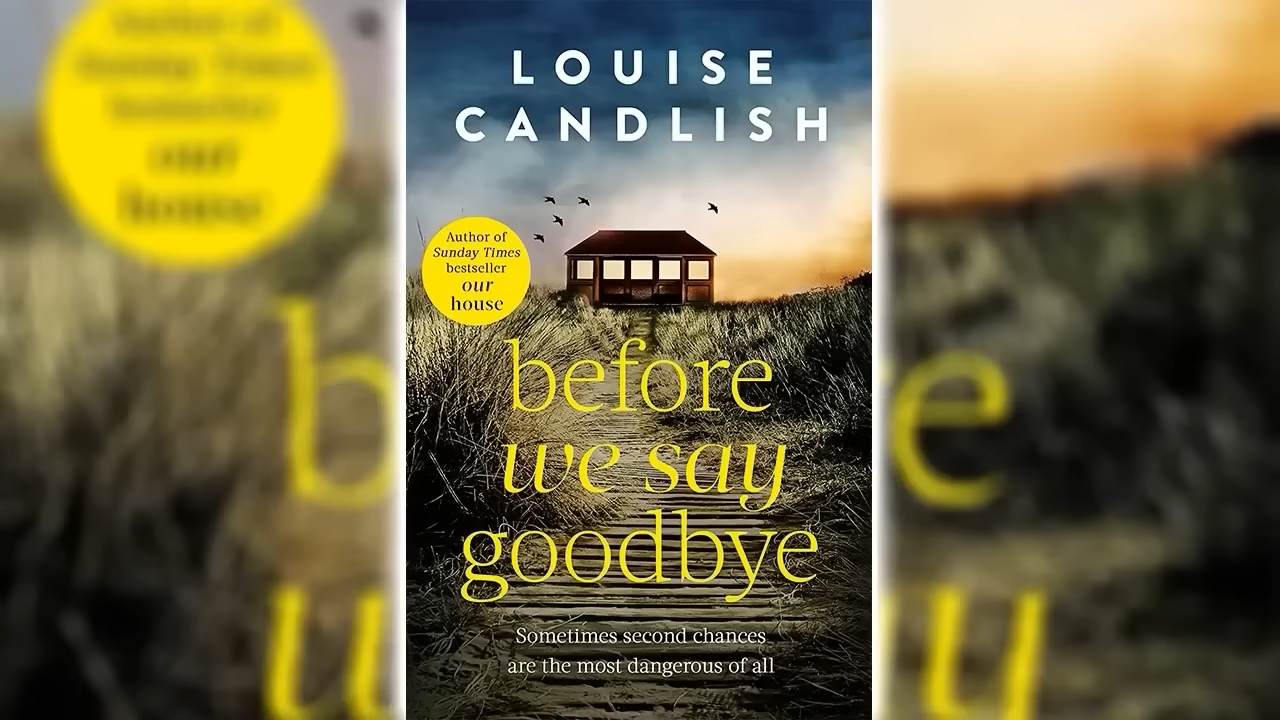 LOUISE
CANDLISH
Author of
Sunday Times
bestseller
our
house
before
we say
goodbye
Sometimes second chances
are the most dangerous of all